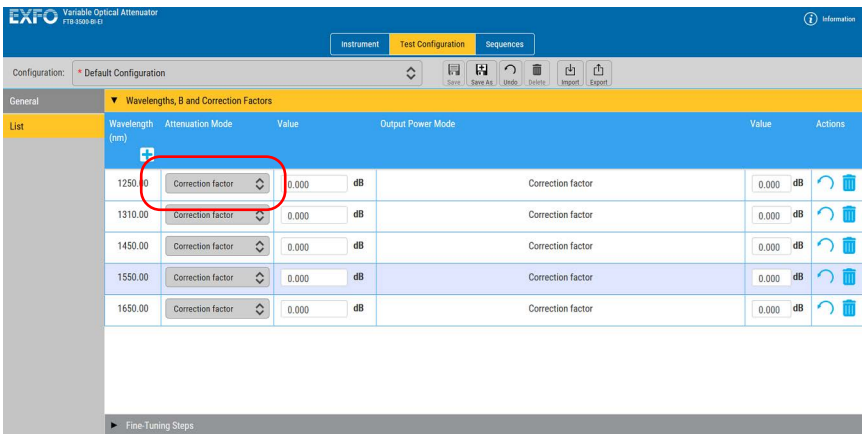 EXFO Variable Optical Attenuator
FTB-3500-BI-EI
Information
Instrument Test Configuration Sequences
Configuration: * Default Configuration
Save Save As Undo Delete Import Export
General
▼ Wavelengths, B and Correction Factors
List
Wavelength (nm) Attenuation Mode Value Output Power Mode Value Actions
1250.00 Correction factor 0.000 dB Correction factor 0.000 dB
1310.00 Correction factor 0.000 dB Correction factor 0.000 dB
1450.00 Correction factor 0.000 dB Correction factor 0.000 dB
1550.00 Correction factor 0.000 dB Correction factor 0.000 dB
1650.00 Correction factor 0.000 dB Correction factor 0.000 dB
► Fine-Tuning Steps